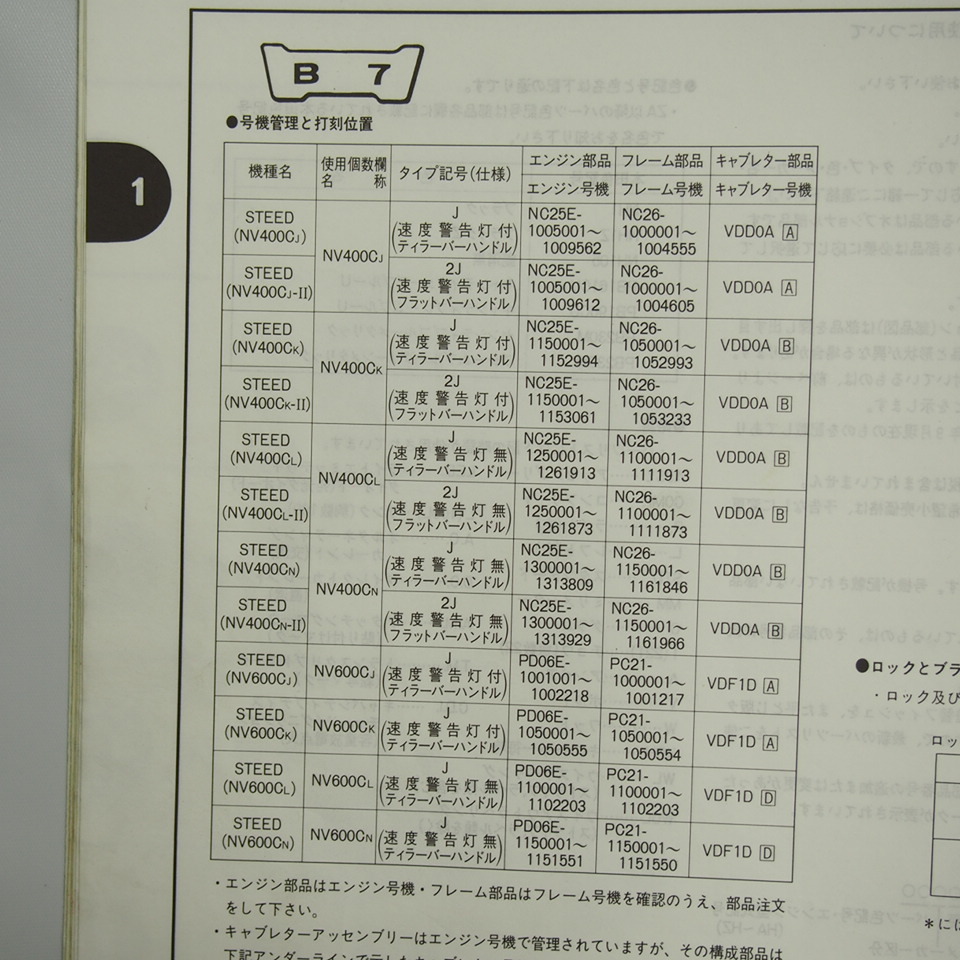 B 7
●号機管理と打刻位置
機種名 使用個数欄名称 タイプ記号(仕様) エンジン部品 フレーム部品 キャブレター部品
エンジン号機 フレーム号機 キャブレター号機
1
STEED (NV400CJ) NV400CJ J (速度警告灯付 ティラーバーハンドル) NC25E-1005001〜1009562 NC26-1000001〜1004555 VDD0A A
STEED (NV400CJ-II) 2J (速度警告灯付 フラットバーハンドル) NC25E-1005001〜1009612 NC26-1000001〜1004605 VDD0A A
STEED (NV400CK) NV400CK J (速度警告灯付 ティラーバーハンドル) NC25E-1150001〜1152994 NC26-1050001〜1052993 VDD0A B
STEED (NV400CK-II) 2J (速度警告灯付 フラットバーハンドル) NC25E-1150001〜1153061 NC26-1050001〜1053233 VDD0A B
STEED (NV400CL) NV400CL J (速度警告灯無 ティラーバーハンドル) NC25E-1250001〜1261913 NC26-1100001〜1111913 VDD0A B
STEED (NV400CL-II) 2J (速度警告灯無 フラットバーハンドル) NC25E-1250001〜1261873 NC26-1100001〜1111873 VDD0A B
STEED (NV400CN) NV400CN J (速度警告灯無 ティラーバーハンドル) NC25E-1300001〜1313809 NC26-1150001〜1161846 VDD0A B
STEED (NV400CN-II) 2J (速度警告灯無 フラットバーハンドル) NC25E-1300001〜1313929 NC26-1150001〜1161966 VDD0A B
STEED (NV600CJ) NV600CJ J (速度警告灯付 ティラーバーハンドル) PD06E-1001001〜1002218 PC21-1000001〜1001217 VDF1D A
STEED (NV600CK) NV600CK J (速度警告灯付 ティラーバーハンドル) PD06E-1050001〜1050555 PC21-1050001〜1050554 VDF1D A
STEED (NV600CL) NV600CL J (速度警告灯無 ティラーバーハンドル) PD06E-1100001〜1102203 PC21-1100001〜1102203 VDF1D D
STEED (NV600CN) NV600CN J (速度警告灯無 ティラーバーハンドル) PD06E-1150001〜1151551 PC21-1150001〜1151550 VDF1D D
・エンジン部品はエンジン号機・フレーム部品はフレーム号機を確認のうえ、部品注文
をして下さい。
・キャブレターアッセンブリーはエンジン号機で管理されていますが、その構成部品は
●ロックとブラ
・ロック及び
ロッ
＊には